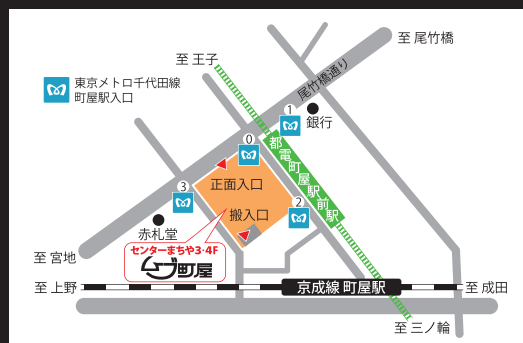 至 王子
至 尾竹橋
尾竹橋通り
東京メトロ千代田線
町屋駅入口
1
銀行
0
都電町屋駅前駅
3
正面入口
2
搬入口
赤札堂
センターまちや3・4F
ムーブ町屋
至 宮地
至 上野
京成線 町屋駅
至 成田
至 三ノ輪